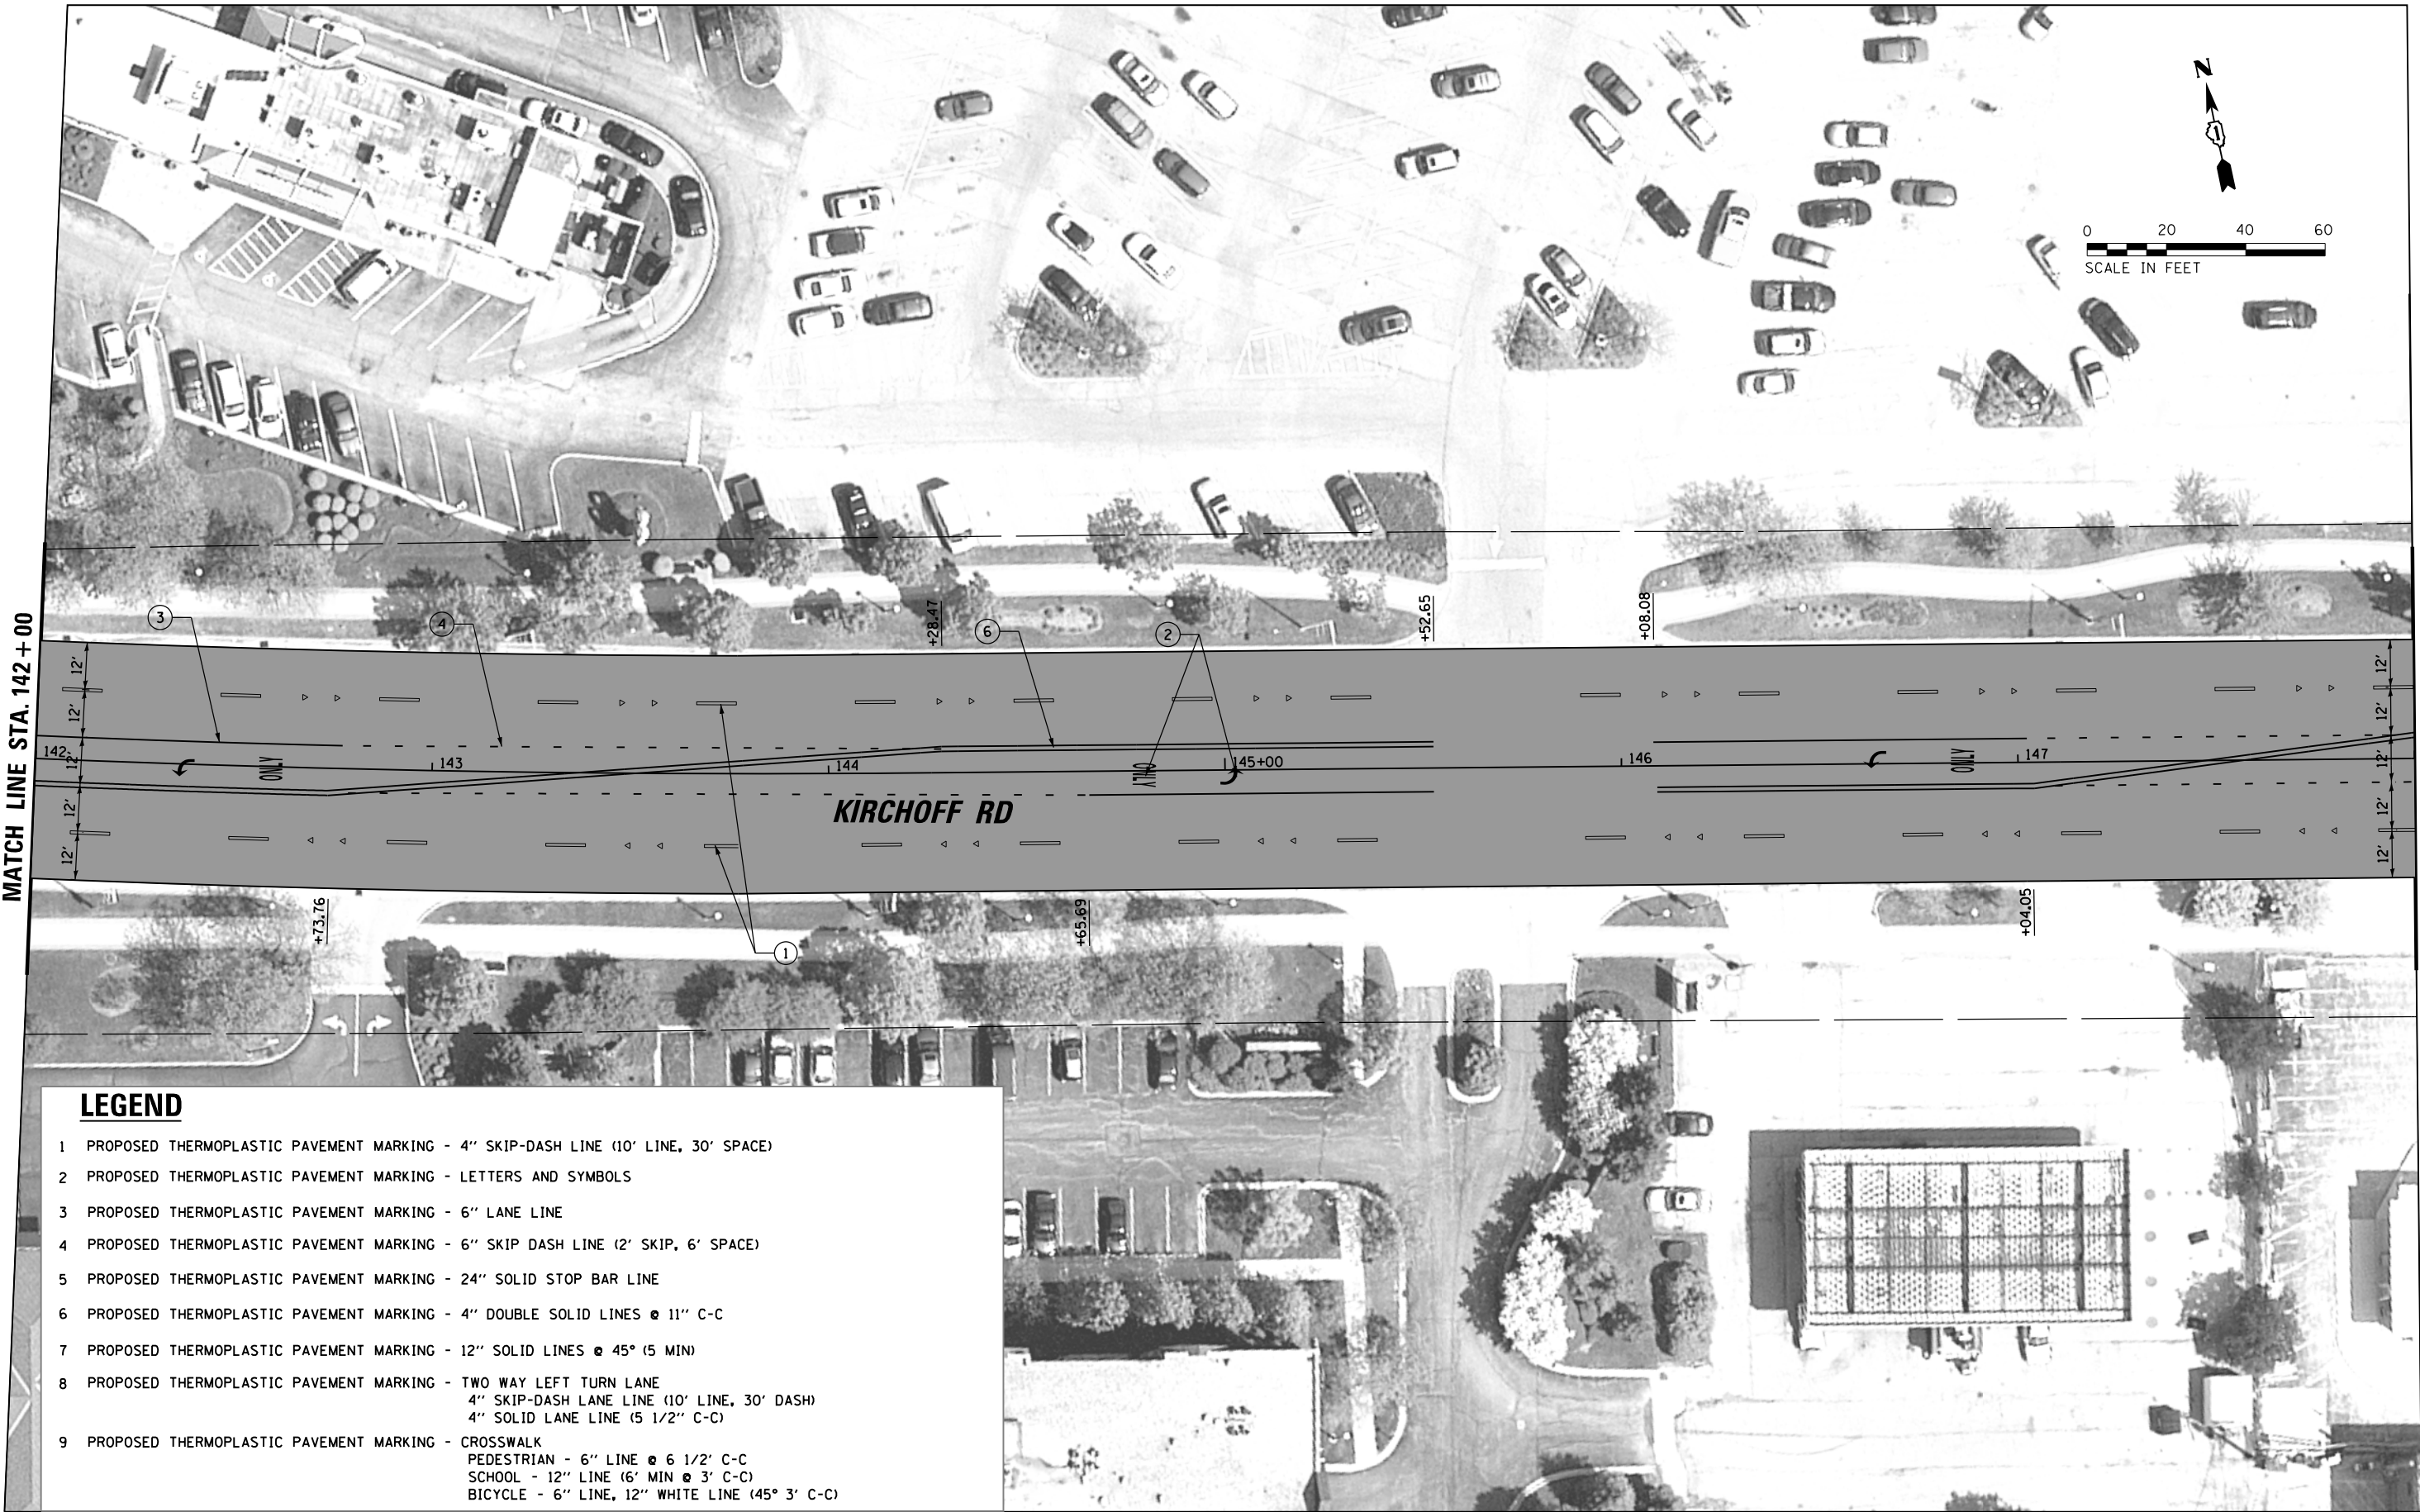 N
0 20 40 60
SCALE IN FEET
MATCH LINE STA. 142+00
3
4
6
2
+28.47
+52.65
+08.08
12'
12'
12'
12'
12'
12'
12'
12'
12'
12'
142
143
144
145+00
146
147
ONLY
ONLY
ONLY
KIRCHOFF RD
+73.76
+65.69
+04.05
1
LEGEND
1 PROPOSED THERMOPLASTIC PAVEMENT MARKING - 4" SKIP-DASH LINE (10' LINE, 30' SPACE)
2 PROPOSED THERMOPLASTIC PAVEMENT MARKING - LETTERS AND SYMBOLS
3 PROPOSED THERMOPLASTIC PAVEMENT MARKING - 6" LANE LINE
4 PROPOSED THERMOPLASTIC PAVEMENT MARKING - 6" SKIP DASH LINE (2' SKIP, 6' SPACE)
5 PROPOSED THERMOPLASTIC PAVEMENT MARKING - 24" SOLID STOP BAR LINE
6 PROPOSED THERMOPLASTIC PAVEMENT MARKING - 4" DOUBLE SOLID LINES @ 11" C-C
7 PROPOSED THERMOPLASTIC PAVEMENT MARKING - 12" SOLID LINES @ 45° (5 MIN)
8 PROPOSED THERMOPLASTIC PAVEMENT MARKING - TWO WAY LEFT TURN LANE
4" SKIP-DASH LANE LINE (10' LINE, 30' DASH)
4" SOLID LANE LINE (5 1/2" C-C)
9 PROPOSED THERMOPLASTIC PAVEMENT MARKING - CROSSWALK
PEDESTRIAN - 6" LINE @ 6 1/2' C-C
SCHOOL - 12" LINE (6' MIN @ 3' C-C)
BICYCLE - 6" LINE, 12" WHITE LINE (45° 3' C-C)